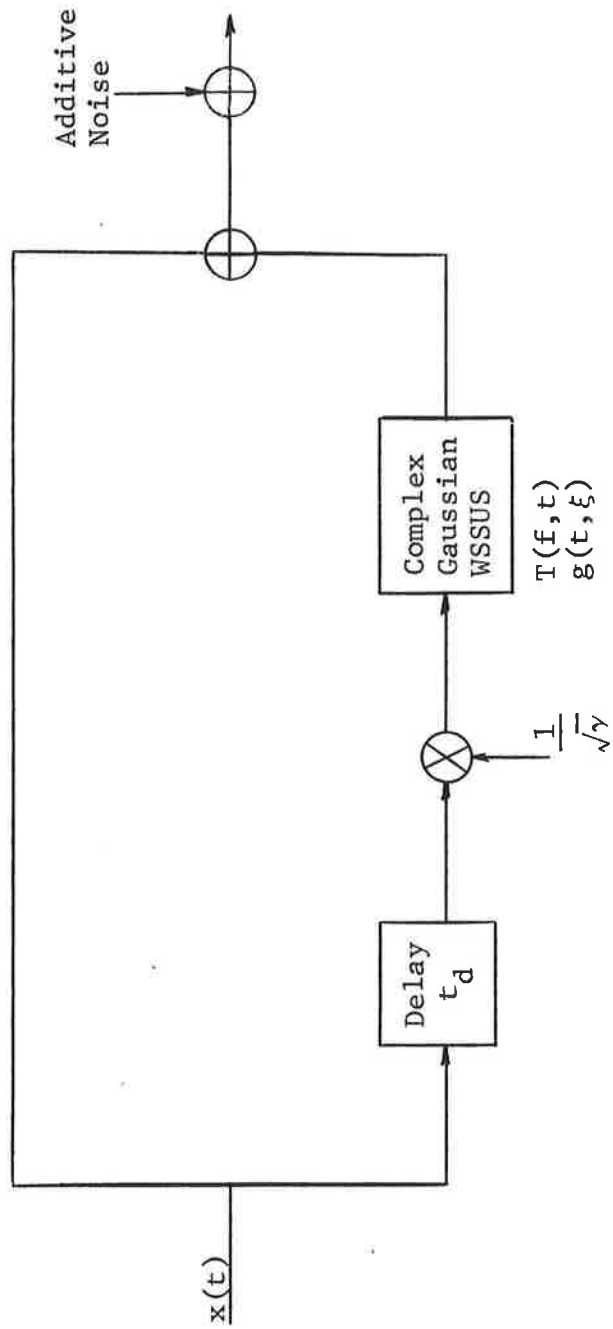 x(t)
Delay
t_d
1
√γ
Complex
Gaussian
WSSUS
T(f,t)
g(t,ξ)
Additive
Noise